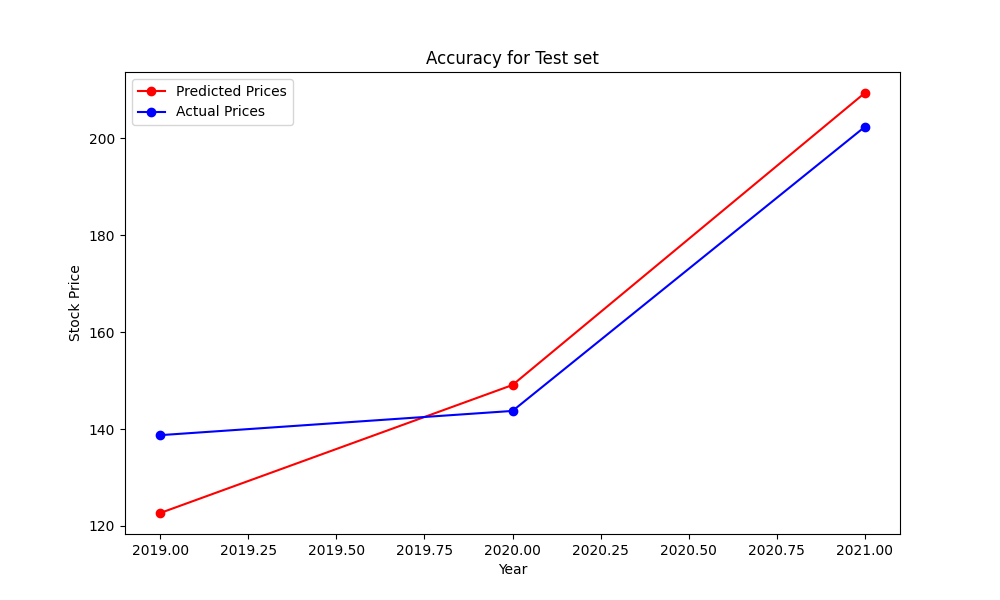 Accuracy for Test set
Predicted Prices
Actual Prices
Stock Price
200
180
160
140
120
2019.00 2019.25 2019.50 2019.75 2020.00 2020.25 2020.50 2020.75 2021.00
Year